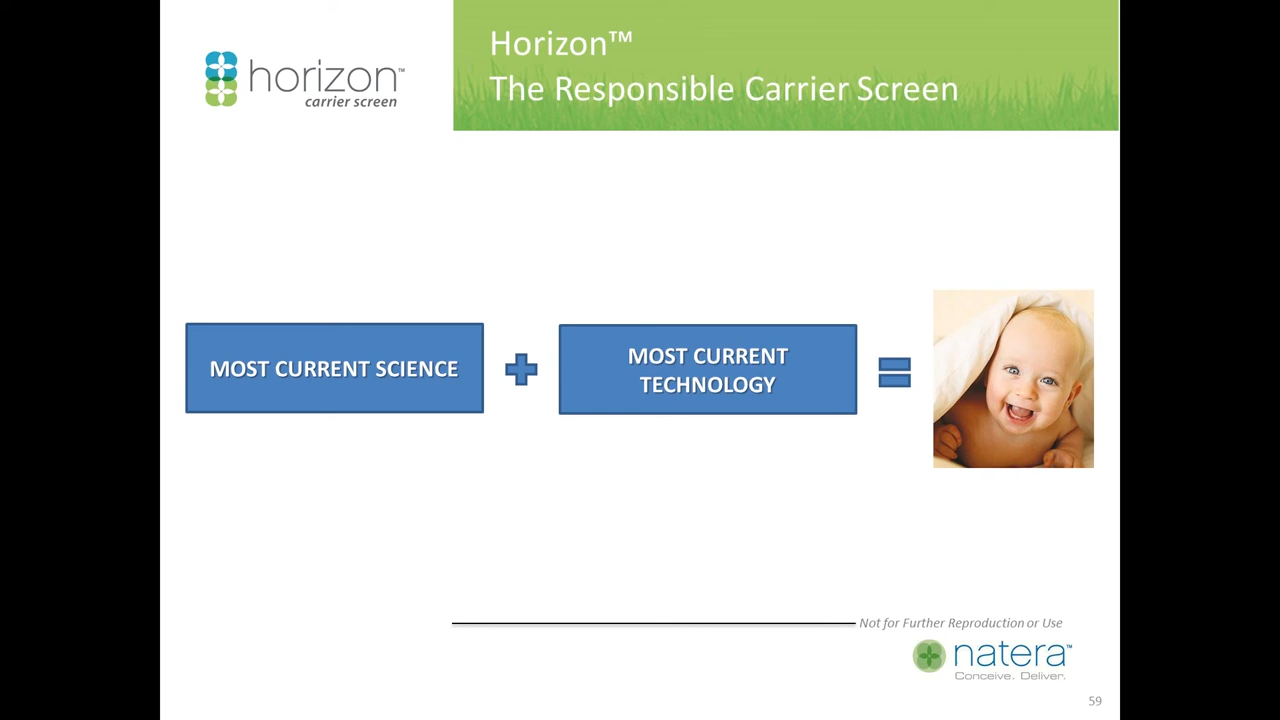 horizon™
carrier screen
Horizon™
The Responsible Carrier Screen
MOST CURRENT SCIENCE
MOST CURRENT
TECHNOLOGY
Not for Further Reproduction or Use
natera™
Conceive. Deliver.
59